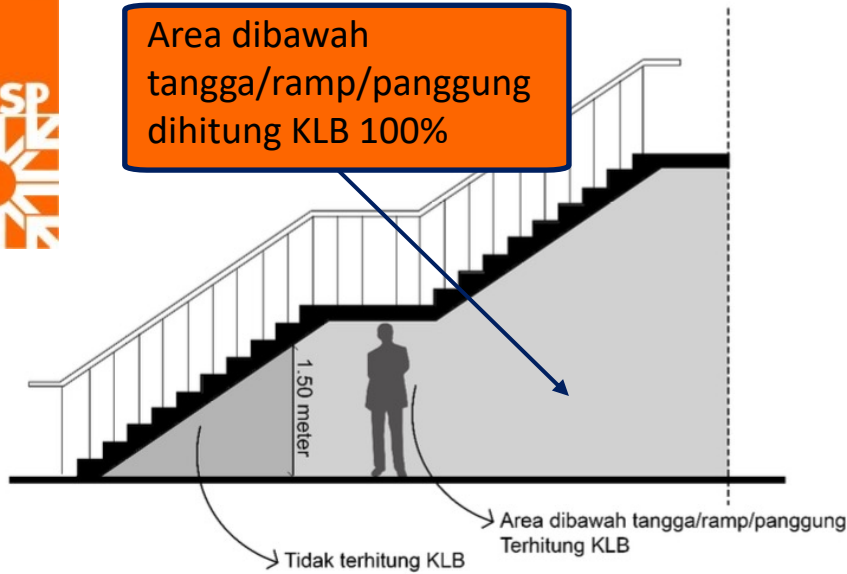 Area dibawah
tangga/ramp/panggung
dihitung KLB 100%
SP
1.50 meter
Area dibawah tangga/ramp/panggung
Terhitung KLB
Tidak terhitung KLB